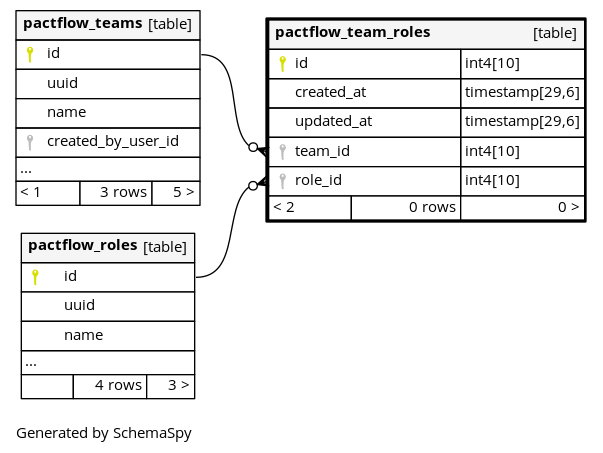 pactflow_teams [table]
id
uuid
name
created_by_user_id
...
< 1 3 rows 5 >
pactflow_team_roles [table]
id int4[10]
created_at timestamp[29,6]
updated_at timestamp[29,6]
team_id int4[10]
role_id int4[10]
< 2 0 rows 0 >
pactflow_roles [table]
id
uuid
name
...
4 rows 3 >
Generated by SchemaSpy